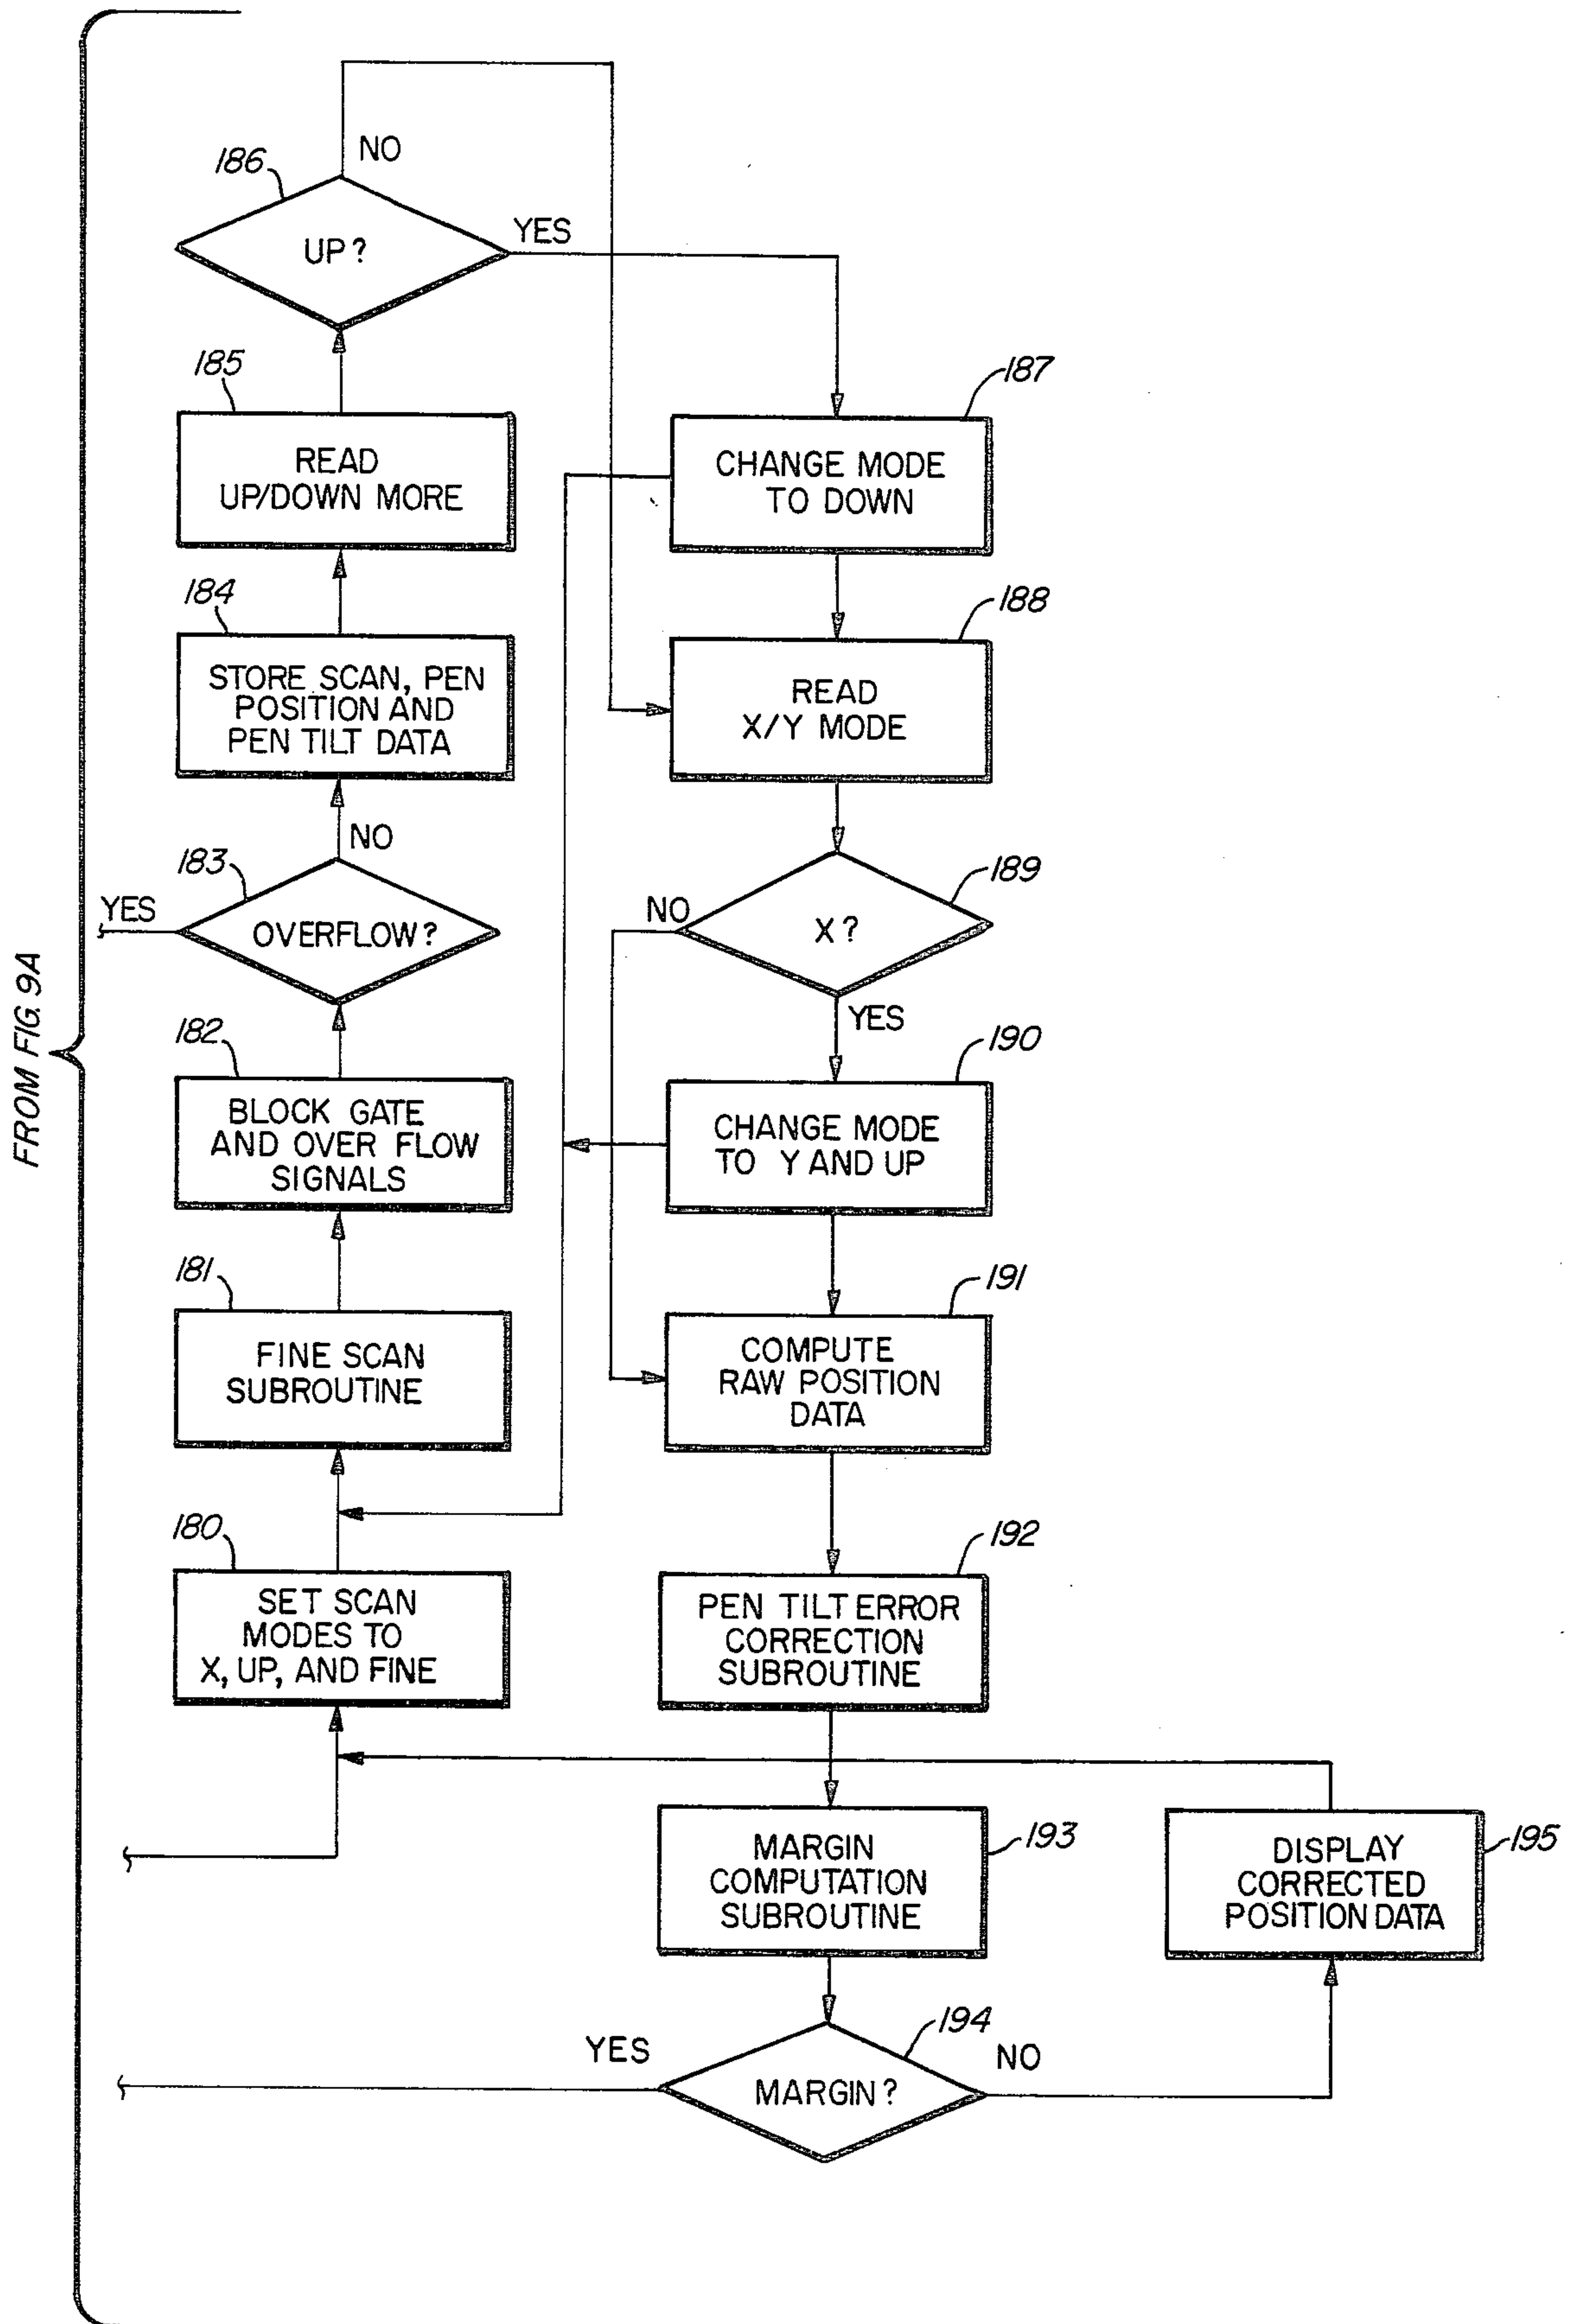 FROM FIG. 9A
186
NO
UP?
YES
185
READ
UP/DOWN MORE
184
STORE SCAN, PEN
POSITION AND
PEN TILT DATA
183
NO
YES
OVERFLOW?
182
BLOCK GATE
AND OVER FLOW
SIGNALS
181
FINE SCAN
SUBROUTINE
180
SET SCAN
MODES TO
X, UP, AND FINE
187
CHANGE MODE
TO DOWN
188
READ
X/Y MODE
189
NO
X?
YES
190
CHANGE MODE
TO Y AND UP
191
COMPUTE
RAW POSITION
DATA
192
PEN TILT ERROR
CORRECTION
SUBROUTINE
193
MARGIN
COMPUTATION
SUBROUTINE
194
YES
MARGIN?
NO
195
DISPLAY
CORRECTED
POSITION DATA